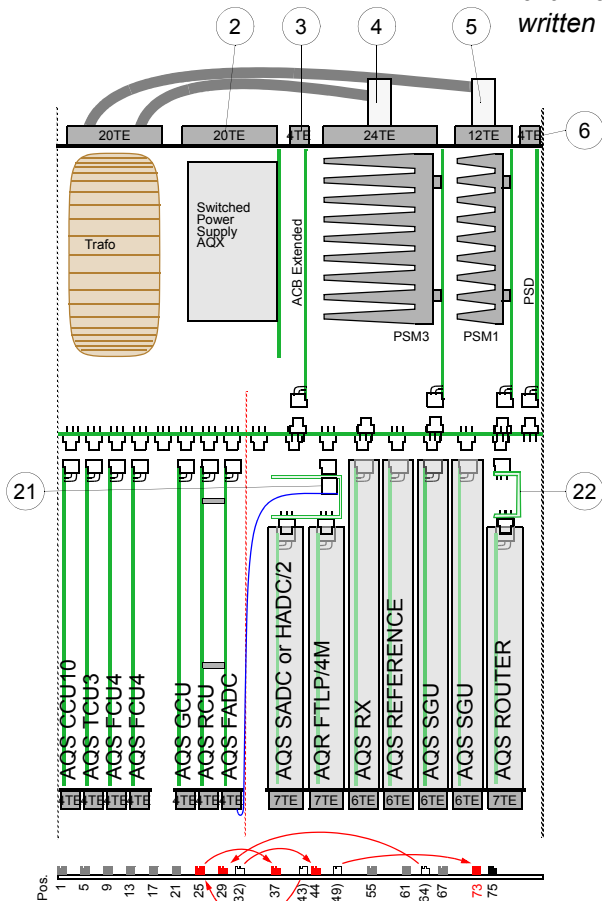 written
2
3
4
5
6
20TE
20TE
4TE
24TE
12TE
4TE
Trafo
Switched
Power
Supply
AQX
ACB Extended
PSM3
PSM1
PSD
21
22
AQS CCU10
AQS TCU3
AQS FCU4
AQS FCU4
AQS GCU
AQS RCU
AQS FADC
AQS SADC or HADC/2
AQR FTLP/4M
AQS RX
AQS REFERENCE
AQS SGU
AQS SGU
AQS ROUTER
4TE
4TE
4TE
4TE
4TE
4TE
4TE
7TE
7TE
6TE
6TE
6TE
6TE
7TE
Pos.
1
5
9
13
17
21
25
29
(32)
37
(43)
44
(49)
55
61
(64)
67
73
75